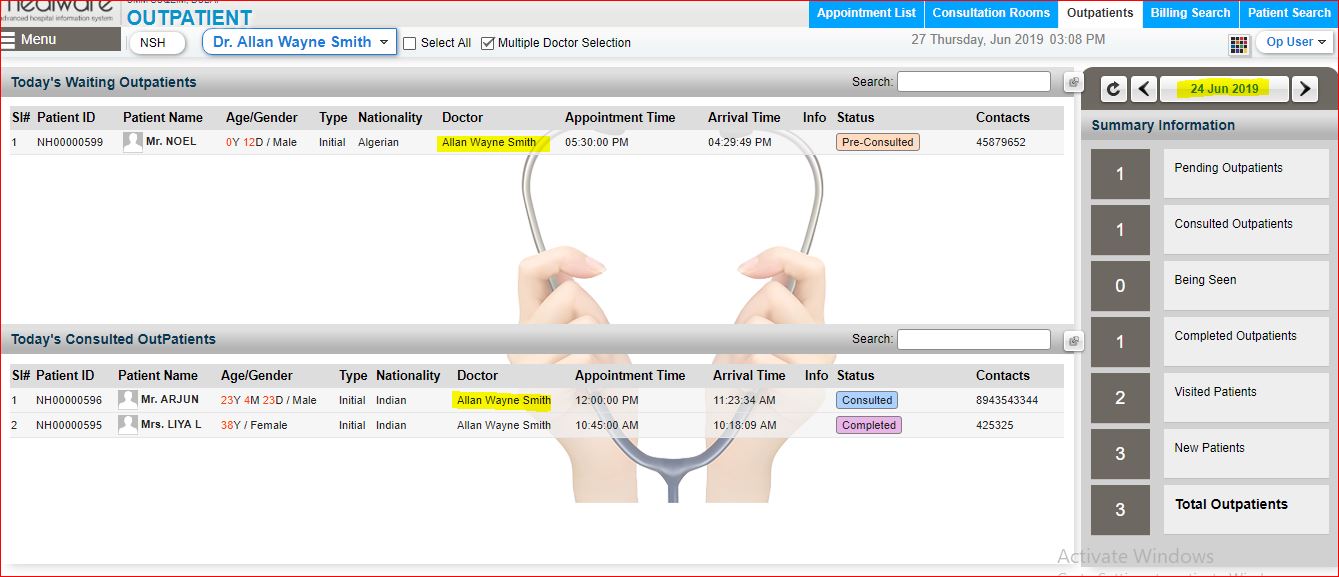 advanced hospital information system
OUTPATIENT
Appointment List Consultation Rooms Outpatients Billing Search Patient Search
Menu NSH Dr. Allan Wayne Smith Select All Multiple Doctor Selection 27 Thursday, Jun 2019 03:08 PM Op User
Today's Waiting Outpatients Search:
Sl# Patient ID Patient Name Age/Gender Type Nationality Doctor Appointment Time Arrival Time Info Status Contacts
1 NH00000599 Mr. NOEL 0Y 12D / Male Initial Algerian Allan Wayne Smith 05:30:00 PM 04:29:49 PM Pre-Consulted 45879652
Today's Consulted OutPatients Search:
Sl# Patient ID Patient Name Age/Gender Type Nationality Doctor Appointment Time Arrival Time Info Status Contacts
1 NH00000596 Mr. ARJUN 23Y 4M 23D / Male Initial Indian Allan Wayne Smith 12:00:00 PM 11:23:34 AM Consulted 8943543344
2 NH00000595 Mrs. LIYA L 38Y / Female Initial Indian Allan Wayne Smith 10:45:00 AM 10:18:09 AM Completed 425325
24 Jun 2019
Summary Information
1 Pending Outpatients
1 Consulted Outpatients
0 Being Seen
1 Completed Outpatients
2 Visited Patients
3 New Patients
3 Total Outpatients
Activate Windows